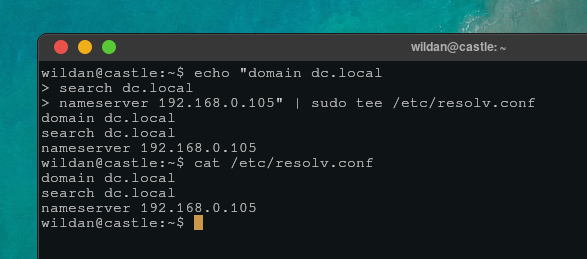 wildan@castle: ~
wildan@castle:~$ echo "domain dc.local
> search dc.local
> nameserver 192.168.0.105" | sudo tee /etc/resolv.conf
domain dc.local
search dc.local
nameserver 192.168.0.105
wildan@castle:~$ cat /etc/resolv.conf
domain dc.local
search dc.local
nameserver 192.168.0.105
wildan@castle:~$